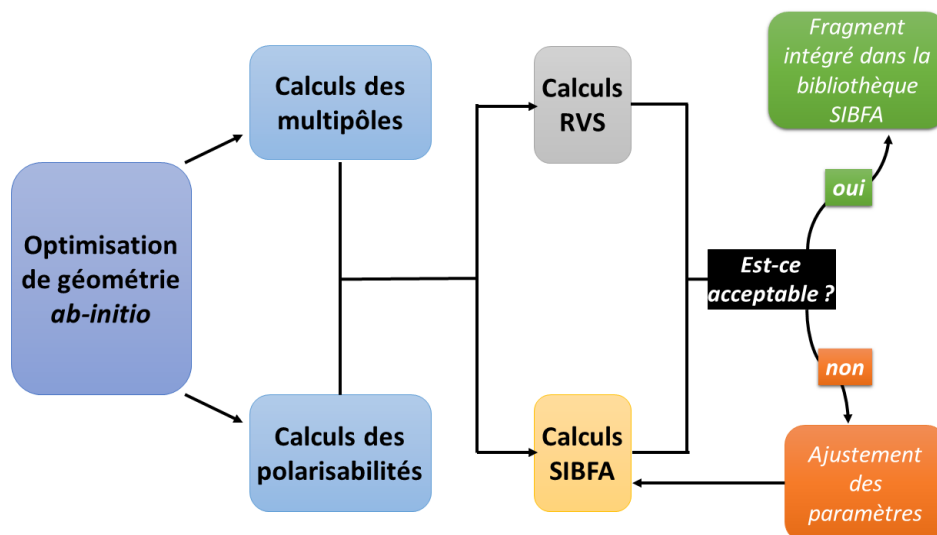 Optimisation
de géométrie
ab-initio
Calculs des
multipôles
Calculs des
polarisabilités
Calculs
RVS
Calculs
SIBFA
Est-ce
acceptable ?
oui
Fragment
intégré dans la
bibliothèque
SIBFA
non
Ajustement
des
paramètres